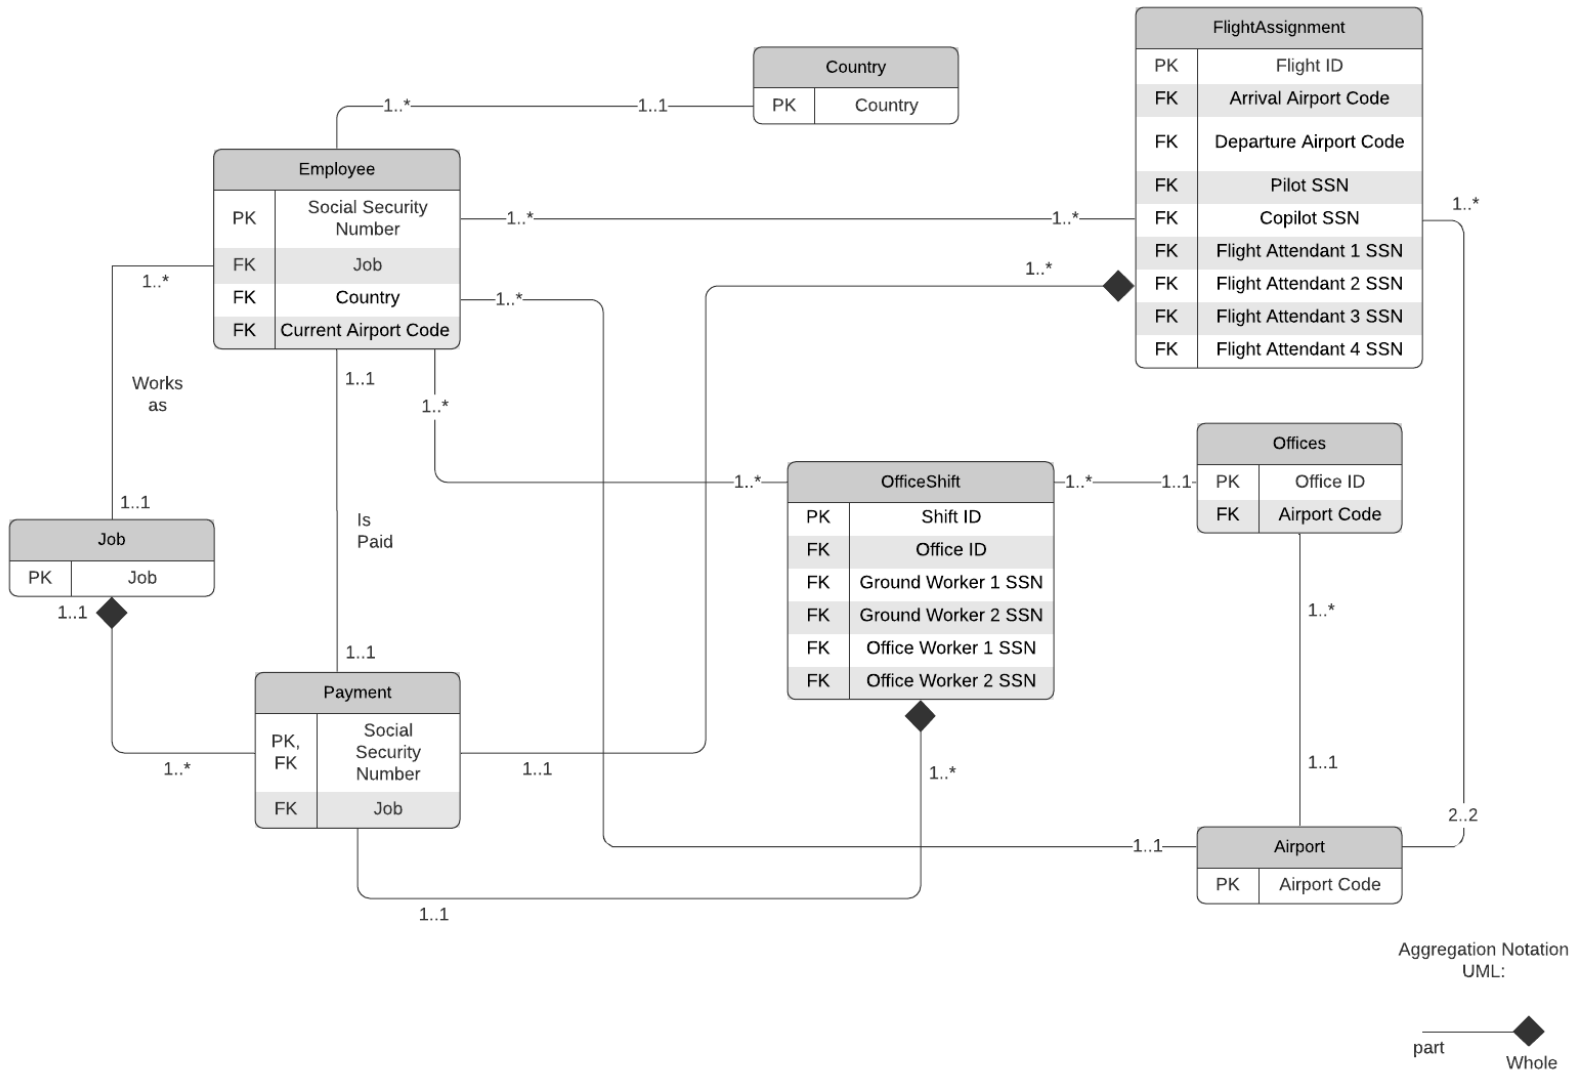 FlightAssignment
PK Flight ID
FK Arrival Airport Code
FK Departure Airport Code
FK Pilot SSN
FK Copilot SSN
FK Flight Attendant 1 SSN
FK Flight Attendant 2 SSN
FK Flight Attendant 3 SSN
FK Flight Attendant 4 SSN
Country
PK Country
1..*
1..1
Employee
PK Social Security
Number
FK Job
FK Country
FK Current Airport Code
1..*
1..*
1..*
1..*
1..*
1..*
Works
as
1..1
1..1
1..*
Is
Paid
1..1
Job
PK Job
1..1
1..*
Payment
PK,
FK
Social
Security
Number
FK Job
1..1
1..1
1..*
OfficeShift
PK Shift ID
FK Office ID
FK Ground Worker 1 SSN
FK Ground Worker 2 SSN
FK Office Worker 1 SSN
FK Office Worker 2 SSN
1..*
1..*
1..1
Offices
PK Office ID
FK Airport Code
1..*
1..1
2..2
1..1
Airport
PK Airport Code
1..1
Aggregation Notation
UML:
part
Whole